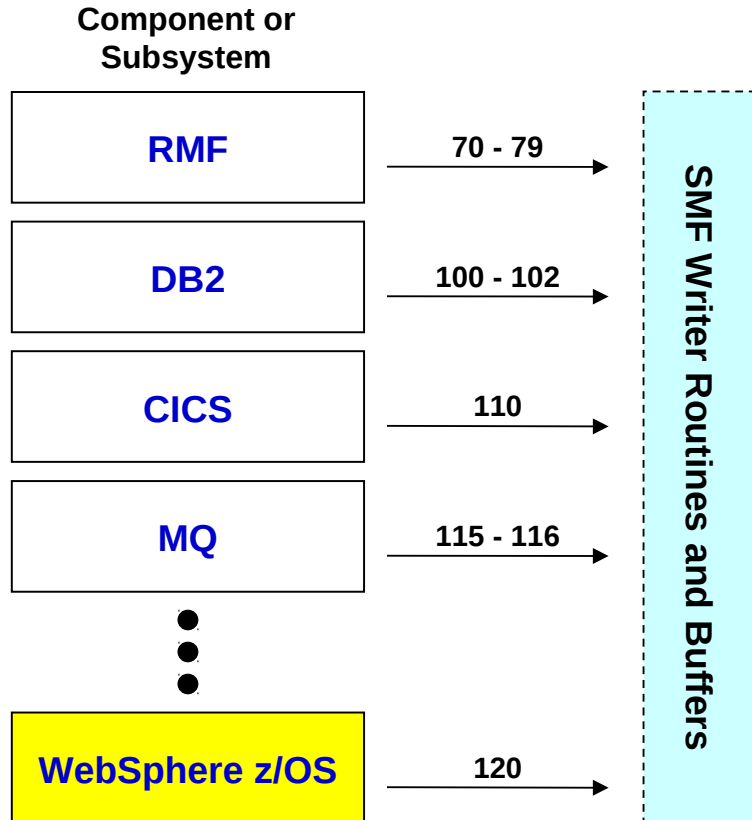 Component or
Subsystem
RMF
70 - 79
DB2
100 - 102
CICS
110
MQ
115 - 116
WebSphere z/OS
120
SMF Writer Routines and Buffers